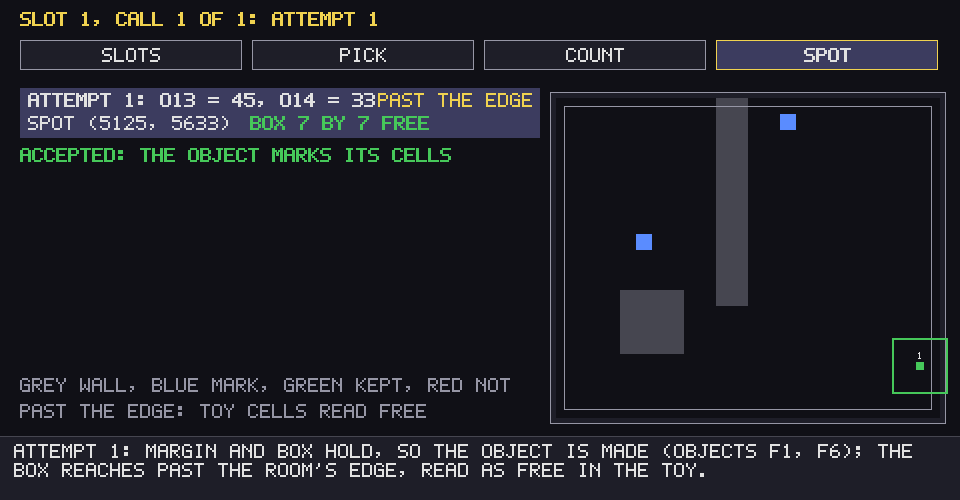 SLOT 1, CALL 1 OF 1: ATTEMPT 1
SLOTS PICK COUNT SPOT
ATTEMPT 1: 013 = 45, 014 = 33PAST THE EDGE
SPOT (5125, 5633) BOX 7 BY 7 FREE
ACCEPTED: THE OBJECT MARKS ITS CELLS
1
GREY WALL, BLUE MARK, GREEN KEPT, RED NOT
PAST THE EDGE: TOY CELLS READ FREE
ATTEMPT 1: MARGIN AND BOX HOLD, SO THE OBJECT IS MADE (OBJECTS F1, F6); THE
BOX REACHES PAST THE ROOM'S EDGE, READ AS FREE IN THE TOY.